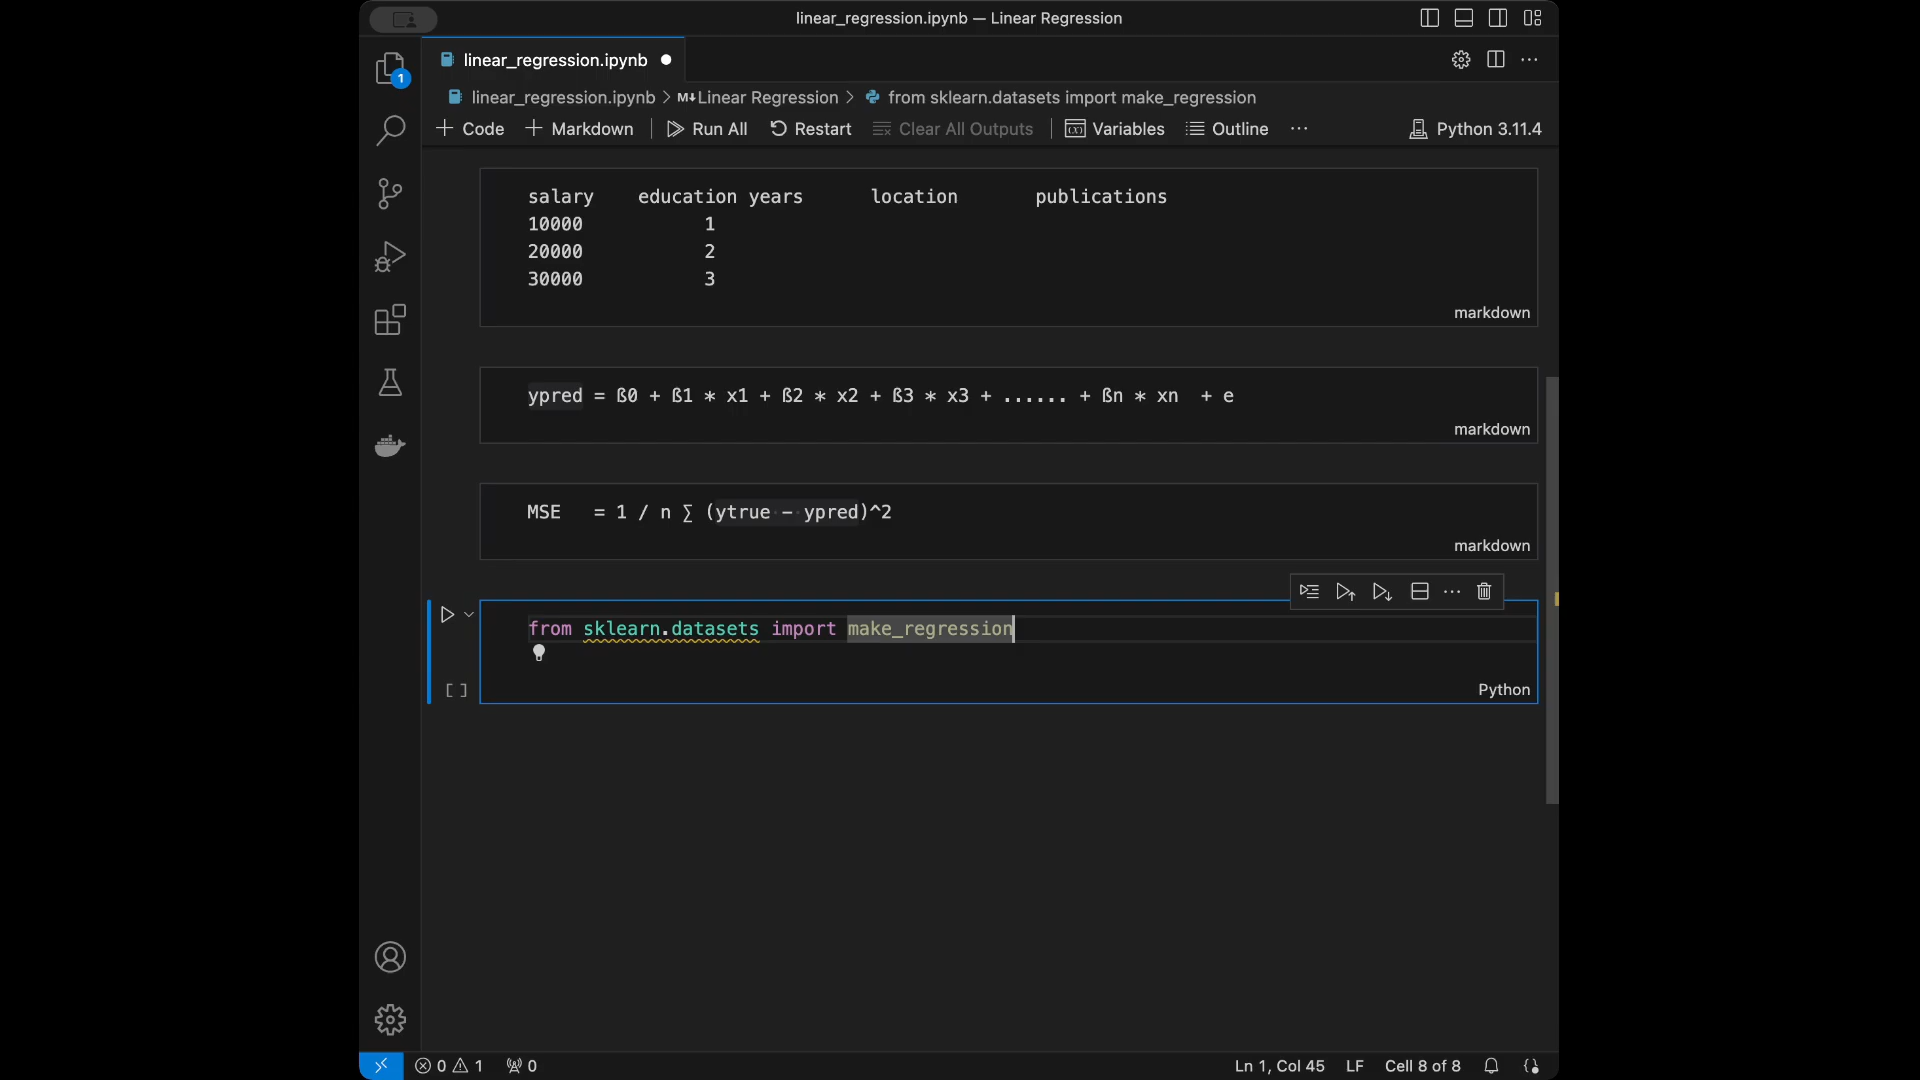 linear_regression.ipynb — Linear Regression
linear_regression.ipynb
1
linear_regression.ipynb > M↓Linear Regression > from sklearn.datasets import make_regression
+ Code + Markdown | Run All Restart Clear All Outputs | Variables Outline ... Python 3.11.4
salary education years location publications
10000 1
20000 2
30000 3
markdown
ypred = ß0 + ß1 * x1 + ß2 * x2 + ß3 * x3 + ...... + ßn * xn + e
markdown
MSE = 1 / n ∑ (ytrue - ypred)^2
markdown
from sklearn.datasets import make_regression
[ ]
Python
0 1 0 Ln 1, Col 45 LF Cell 8 of 8